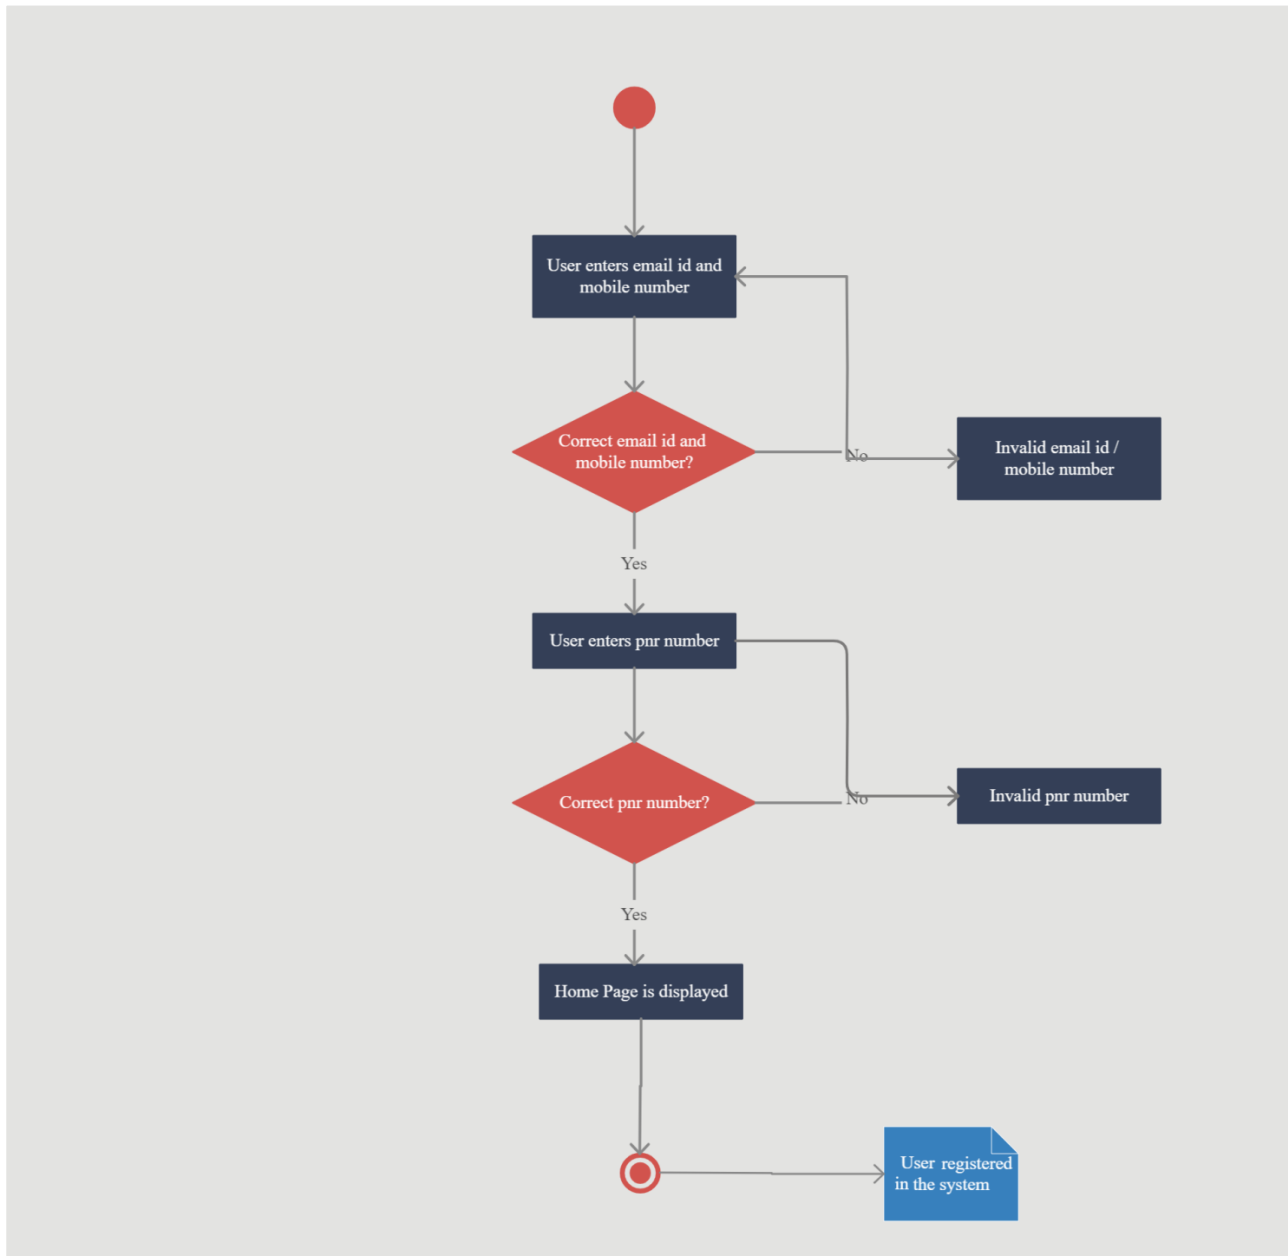 User enters email id and
mobile number
Correct email id and
mobile number?
No
Invalid email id /
mobile number
Yes
User enters pnr number
Correct pnr number?
No
Invalid pnr number
Yes
Home Page is displayed
User registered
in the system